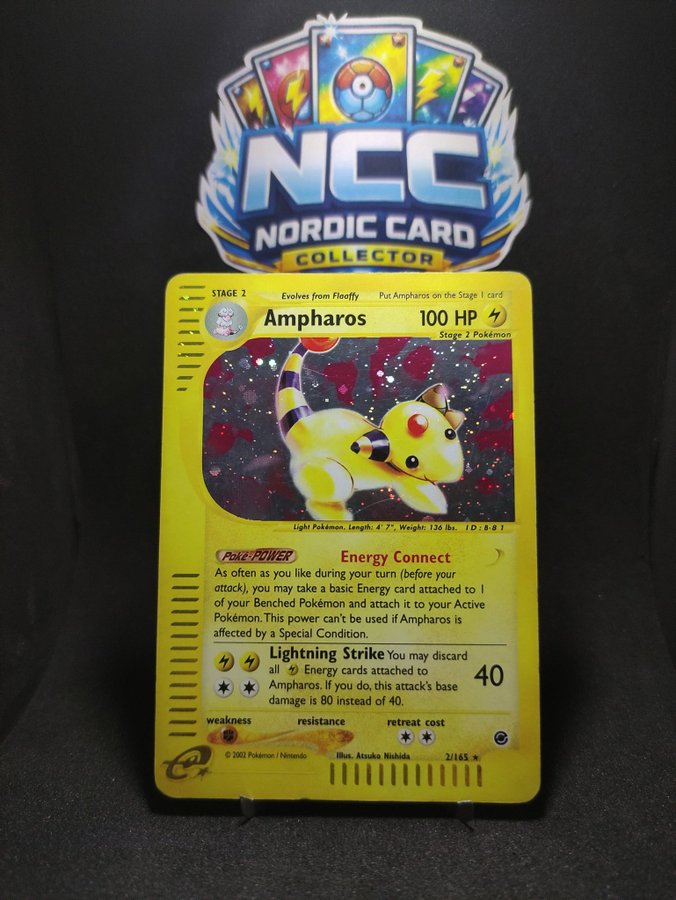 NCC
NORDIC CARD
COLLECTOR
STAGE 2 Evolves from Flaaffy Put Ampharos on the Stage 1 card
Ampharos 100 HP
Stage 2 Pokémon
Light Pokémon. Length: 4' 7", Weight: 136 lbs. ID: B-81
Poké-POWER Energy Connect
As often as you like during your turn (before your
attack), you may take a basic Energy card attached to 1
of your Benched Pokémon and attach it to your Active
Pokémon. This power can't be used if Ampharos is
affected by a Special Condition.
Lightning Strike You may discard
all Energy cards attached to
Ampharos. If you do, this attack's base
damage is 80 instead of 40.
40
weakness resistance retreat cost
© 2002 Pokémon / Nintendo Illus. Atsuko Nishida 2/165 ★
e